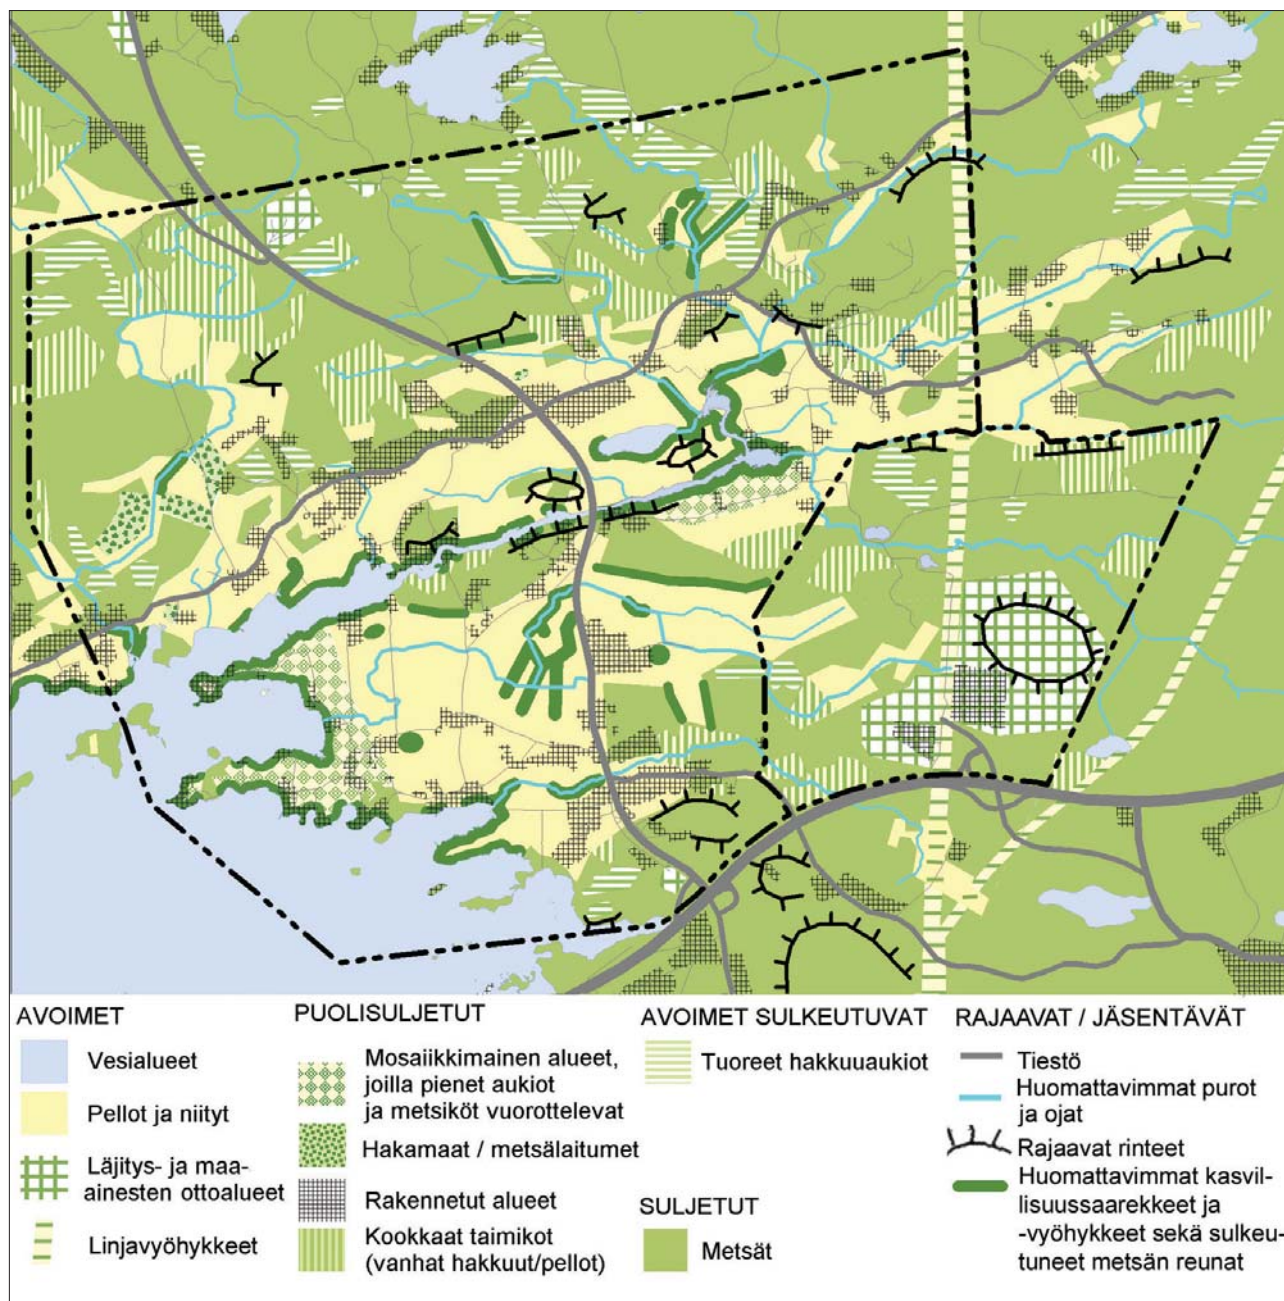 AVOIMET
Vesialueet
Pellot ja niityt
Läjitys- ja maa-
ainesten ottoalueet
Linjavyöhykkeet
PUOLISULJETUT
Mosaiikkimainen alueet,
joilla pienet aukiot
ja metsiköt vuorottelevat
Hakamaat / metsälaitumet
Rakennetut alueet
Kookkaat taimikot
(vanhat hakkuut/pellot)
AVOIMET SULKEUTUVAT
Tuoreet hakkuuaukiot
SULJETUT
Metsät
RAJAAVAT / JÄSENTÄVÄT
Tiestö
Huomattavimmat purot
ja ojat
Rajaavat rinteet
Huomattavimmat kasvil-
lisuussaarekkeet ja
-vyöhykkeet sekä sulkeu-
tuneet metsän reunat